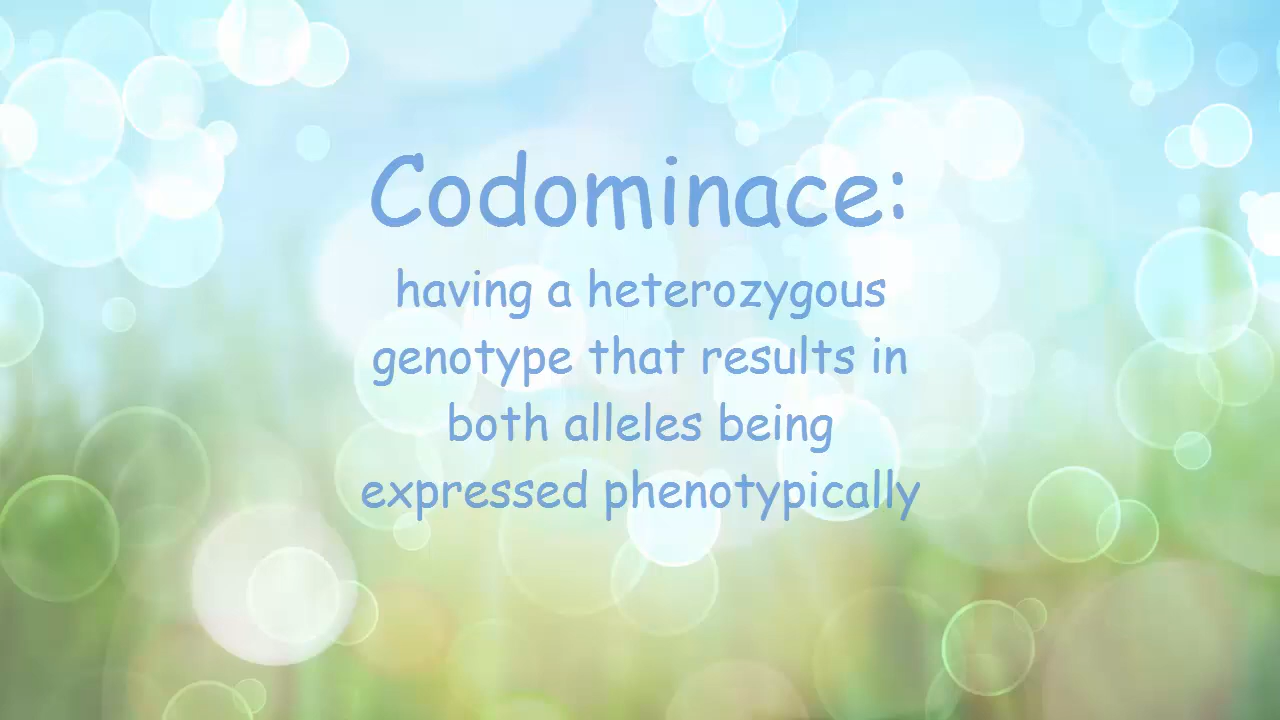 Codominace:
having a heterozygous
genotype that results in
both alleles being
expressed phenotypically